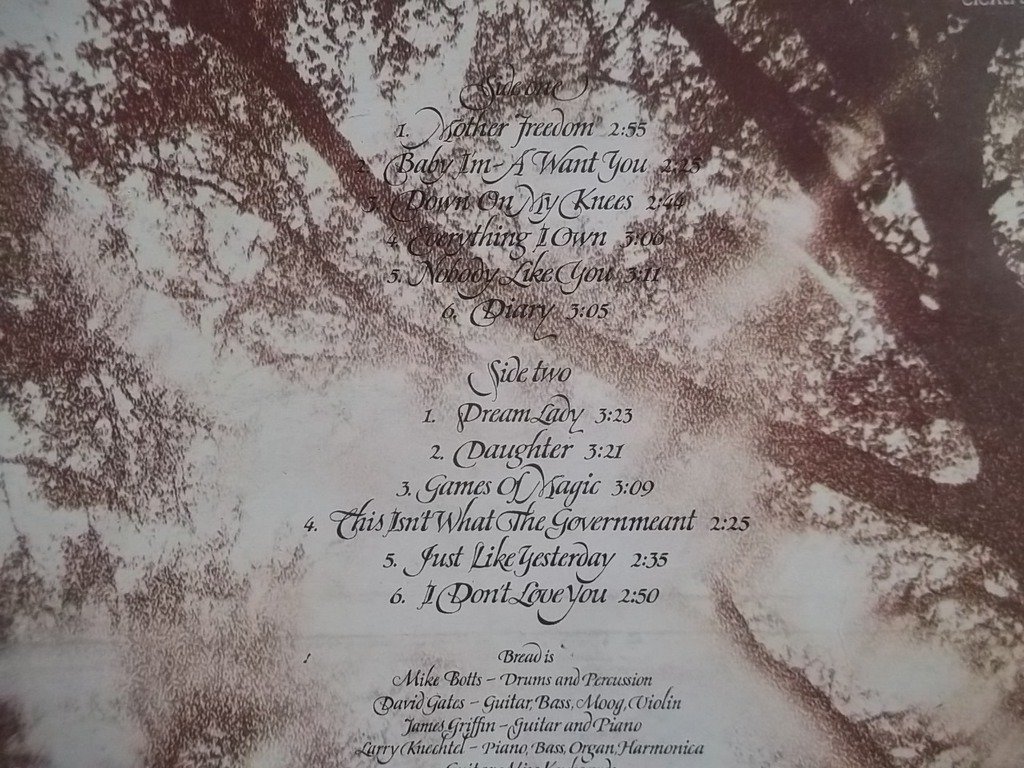 elektra
Side one
1. Mother Freedom 2:55
2. Baby Im-A Want You 2:25
3. Down On My Knees 2:44
4. Everything I Own 3:06
5. Nobody Like You 3:11
6. Diary 3:05
Side two
1. Dream Lady 3:23
2. Daughter 3:21
3. Games Of Magic 3:09
4. This Isn't What The Governmeant 2:25
5. Just Like Yesterday 2:35
6. I Don't Love You 2:50
Bread is
Mike Botts – Drums and Percussion
David Gates – Guitar, Bass, Moog, Violin
James Griffin – Guitar and Piano
Larry Knechtel – Piano, Bass, Organ, Harmonica